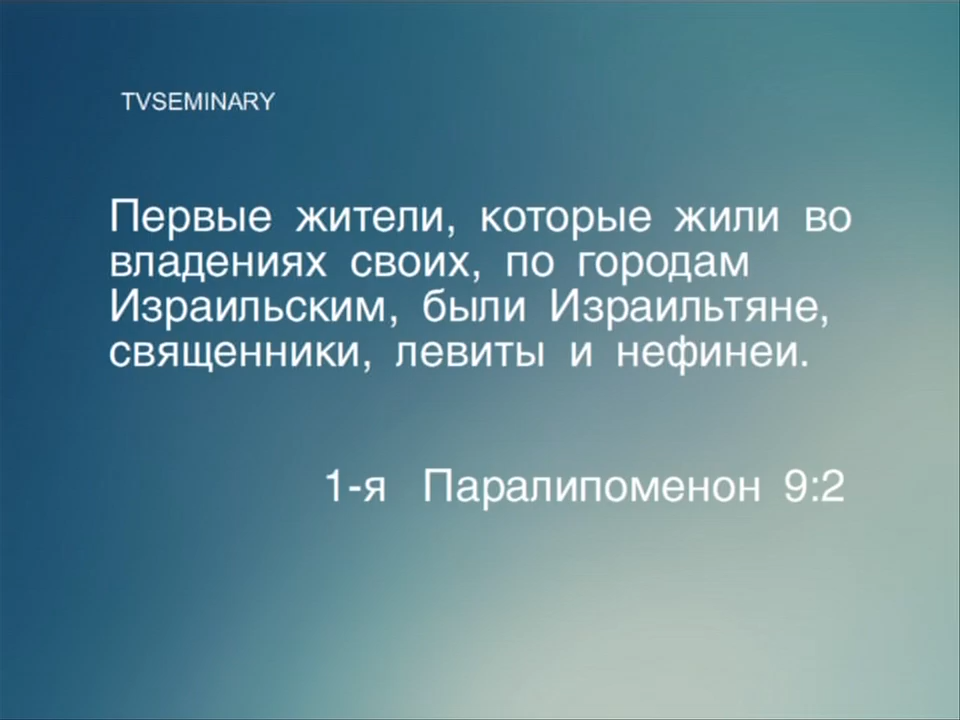 TVSEMINARY
Первые жители, которые жили во
владениях своих, по городам
Израильским, были Израильтяне,
священники, левиты и нефинеи.
1-я Паралипоменон 9:2